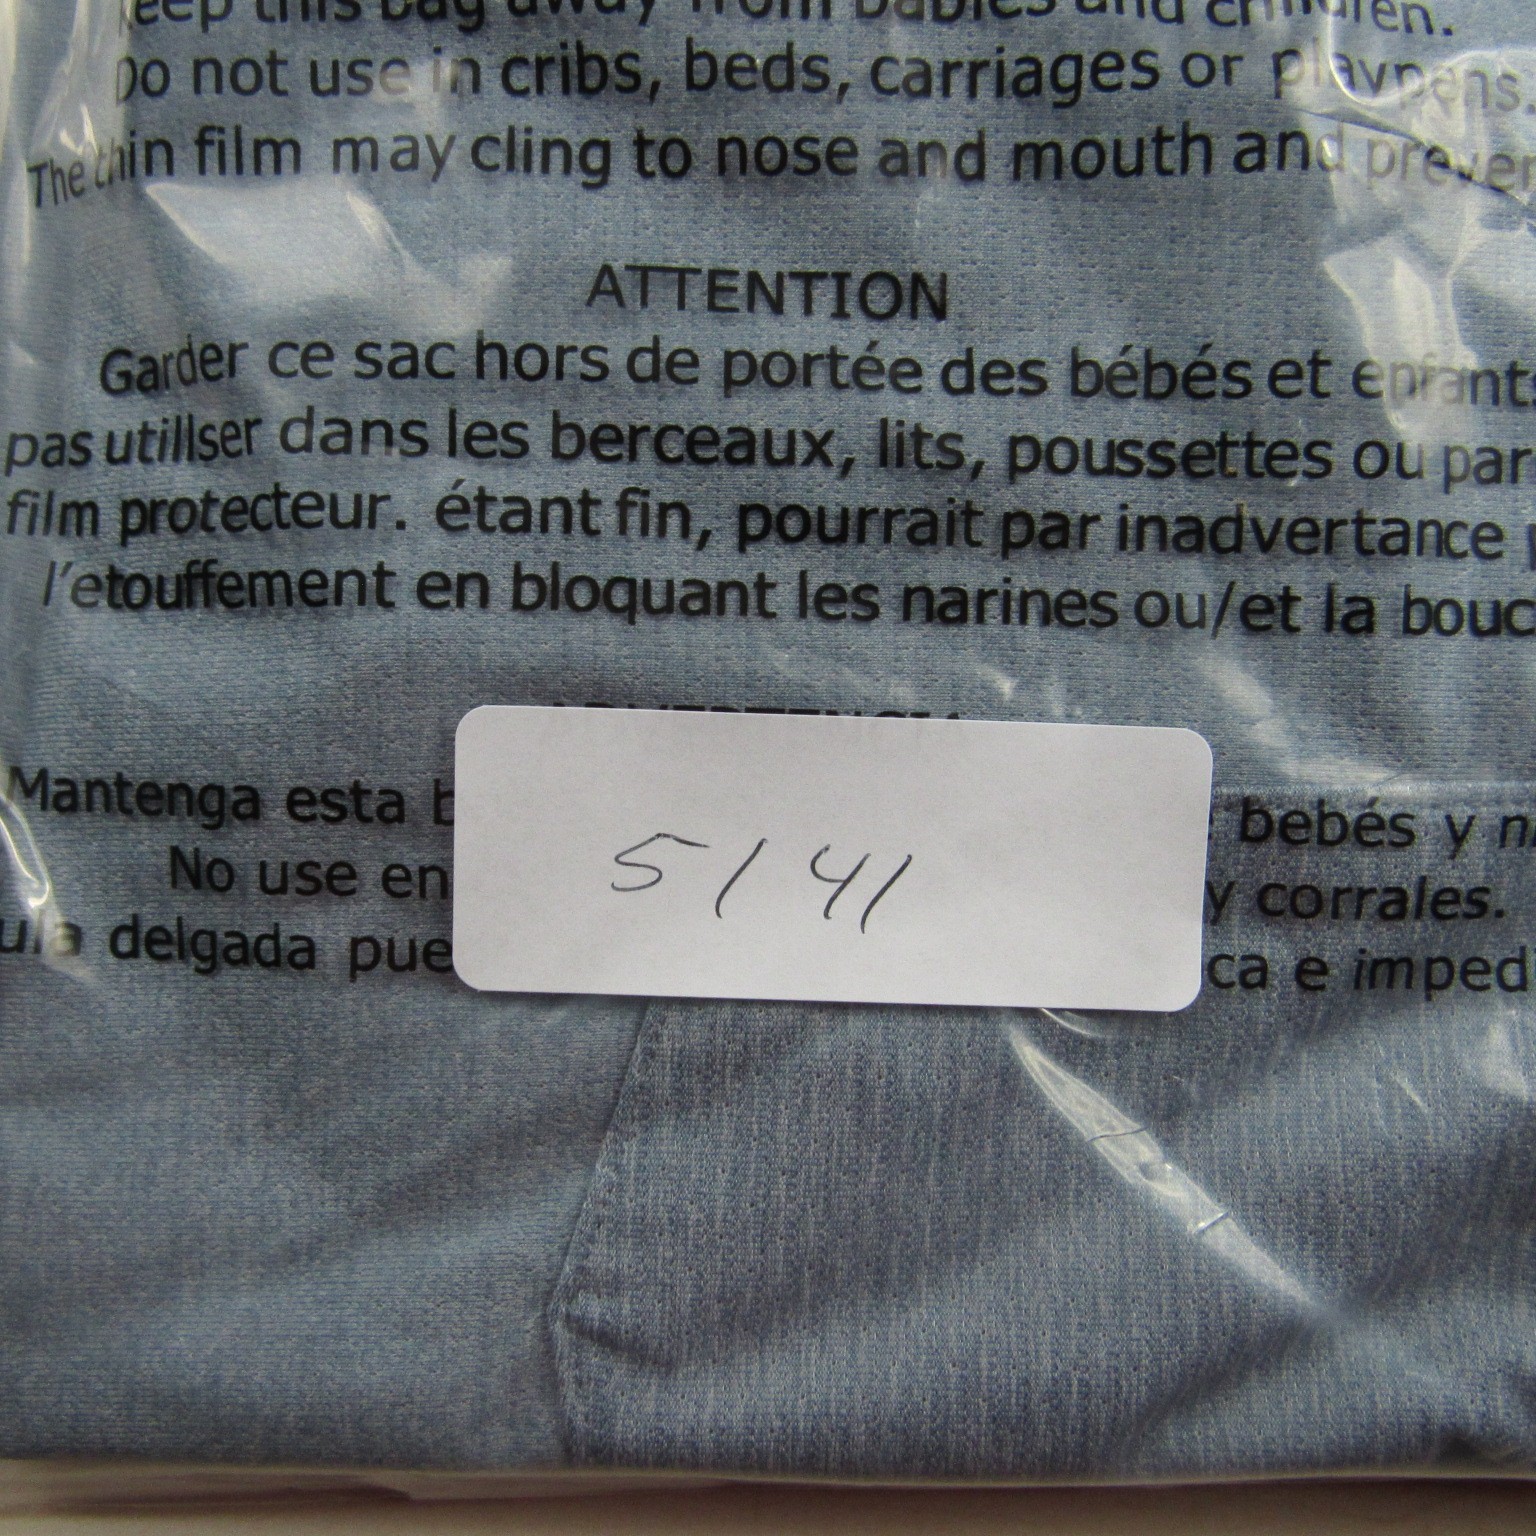 keep this bag away from babies and children.
Do not use in cribs, beds, carriages or playpens.
The thin film may cling to nose and mouth and preven
ATTENTION
Garder ce sac hors de portée des bébés et enfants
pas utillser dans les berceaux, lits, poussettes ou par
film protecteur. étant fin, pourrait par inadvertance
l'etouffement en bloquant les narines ou/et la bouc
ADVERTENCIA
Mantenga esta b bebés y n
No use en y corrales.
ula delgada pue ca e imped
5141